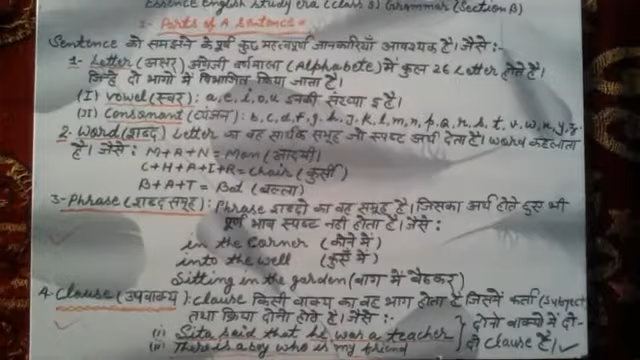 Essence English Study era (Class 8) Grammar (Section B)
1- Parts of A Sentence =
Sentence को समझने के पूर्व कुछ महत्वपूर्ण जानकारियाँ आवश्यक है। जैसे:-
1- Letter (अक्षर) अंग्रेजी वर्णमाला (Alphabete) में कुल 26 Letter होते हैं।
जिन्हे दो भागों में विभाजित किया जाता है।
(I) Vowel (स्वर): a, e, i, o, u इनकी संख्या 5 है।
(II) Consonant (व्यंजन): b, c, d, f, g, h, j, k, l, m, n, p, q, r, s, t, v, w, x, y, z.
2- Word (शब्द) Letter का वह सार्थक समूह जो स्पष्ट अर्थ देता है। word कहलाता
है। जैसे: M+A+N = Man (आदमी)
C+H+A+I+R = Chair (कुर्सी)
B+A+T = Bat (बल्ला)
3- Phrase (शब्द समूह): Phrase शब्दो का वह समूह है। जिसका अर्थ होते हुए भी
पूर्ण भाव स्पष्ट नही होता है। जैसे:
in the corner (कौने में)
into the well (कुएँ में)
Sitting in the garden (बाग में बैठकर)
4- Clause (उपवाक्य): Clause किसी वाक्य का वह भाग होता है जिसमें कर्ता (Subject
तथा क्रिया दोनो होते है। जैसे:-
(i) Sita said that he was a teacher } दोनो वाक्यो में दो-
(ii) There is a boy who is my friend } दो clause है।